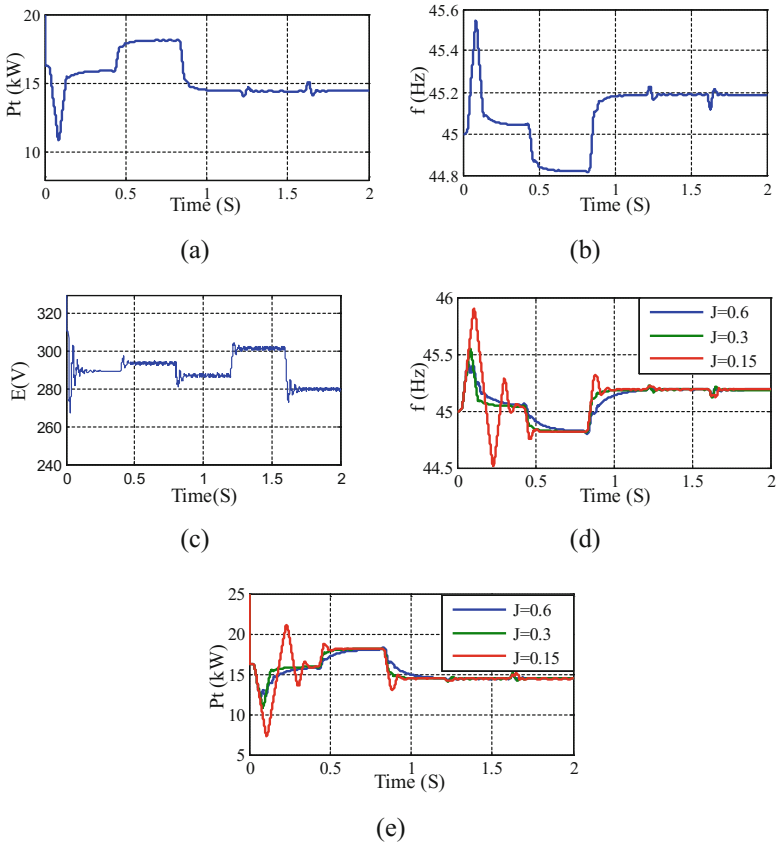 20
15
10
Pt (kW)
0
0.5
1
1.5
2
Time (S)
(a)
45.6
45.4
45.2
45
44.8
f (Hz)
0
0.5
1
1.5
2
Time (S)
(b)
320
300
280
260
240
E(V)
0
0.5
1
1.5
2
Time(S)
(c)
46
45.5
45
44.5
f (Hz)
J=0.6
J=0.3
J=0.15
0
0.5
1
1.5
2
Time (S)
(d)
25
20
15
10
5
Pt (kW)
J=0.6
J=0.3
J=0.15
0
0.5
1
1.5
2
Time (S)
(e)